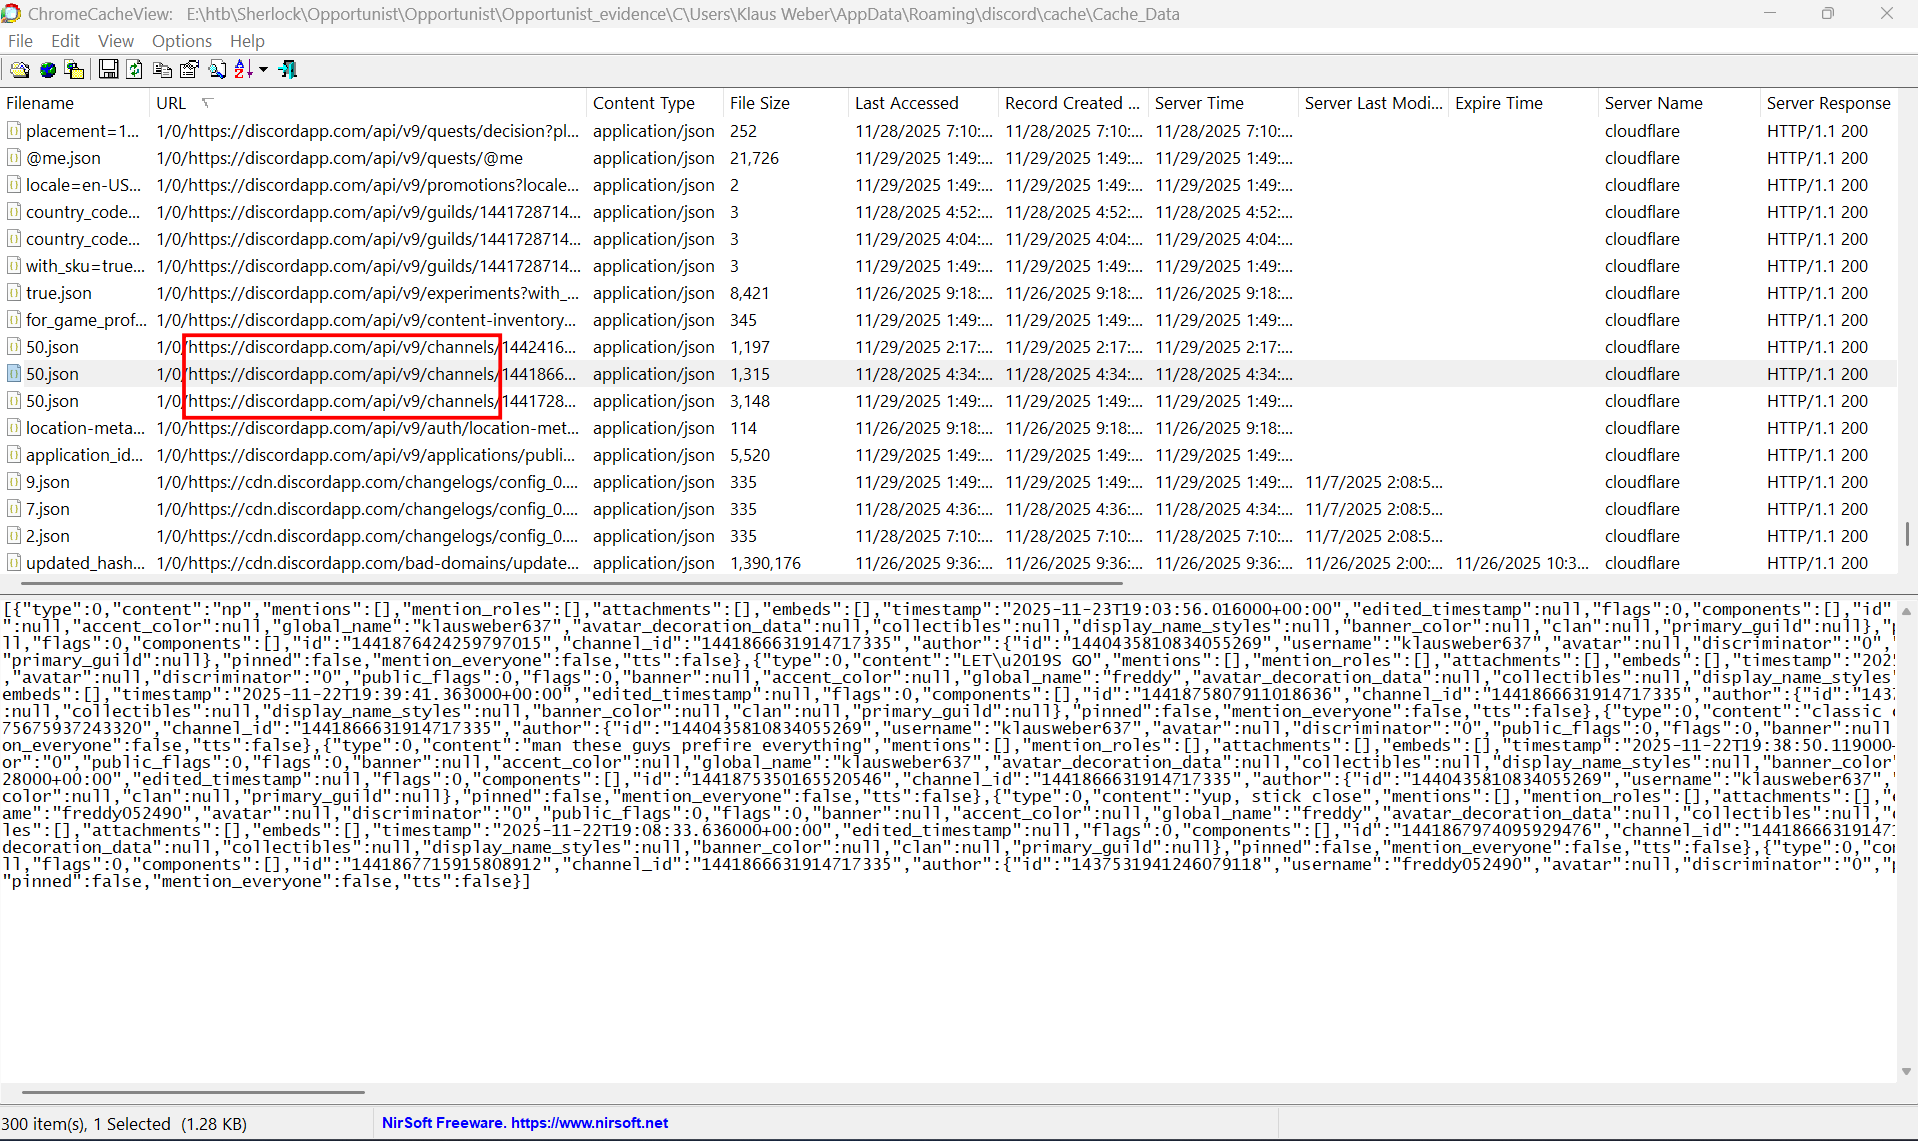 ChromeCacheView:   E:\htb\Sherlock\Opportunist\Opportunist\Opportunist_evidence\C\Users\Klaus Weber\AppData\Roaming\discord\cache\Cache_Data
File Edit View Options Help
Filename URL Content Type File Size Last Accessed Record Created ... Server Time Server Last Modi... Expire Time Server Name Server Response
placement=1... 1/0/https://discordapp.com/api/v9/quests/decision?pl... application/json 252 11/28/2025 7:10:... 11/28/2025 7:10:... 11/28/2025 7:10:... cloudflare HTTP/1.1 200
@me.json 1/0/https://discordapp.com/api/v9/quests/@me application/json 21,726 11/29/2025 1:49:... 11/29/2025 1:49:... 11/29/2025 1:49:... cloudflare HTTP/1.1 200
locale=en-US... 1/0/https://discordapp.com/api/v9/promotions?locale... application/json 2 11/29/2025 1:49:... 11/29/2025 1:49:... 11/29/2025 1:49:... cloudflare HTTP/1.1 200
country_code... 1/0/https://discordapp.com/api/v9/guilds/1441728714... application/json 3 11/28/2025 4:52:... 11/28/2025 4:52:... 11/28/2025 4:52:... cloudflare HTTP/1.1 200
country_code... 1/0/https://discordapp.com/api/v9/guilds/1441728714... application/json 3 11/29/2025 4:04:... 11/29/2025 4:04:... 11/29/2025 4:04:... cloudflare HTTP/1.1 200
with_sku=true... 1/0/https://discordapp.com/api/v9/guilds/1441728714... application/json 3 11/29/2025 1:49:... 11/29/2025 1:49:... 11/29/2025 1:49:... cloudflare HTTP/1.1 200
true.json 1/0/https://discordapp.com/api/v9/experiments?with_... application/json 8,421 11/26/2025 9:18:... 11/26/2025 9:18:... 11/26/2025 9:18:... cloudflare HTTP/1.1 200
for_game_prof... 1/0/https://discordapp.com/api/v9/content-inventory... application/json 345 11/29/2025 1:49:... 11/29/2025 1:49:... 11/29/2025 1:49:... cloudflare HTTP/1.1 200
50.json 1/0/https://discordapp.com/api/v9/channels/1442416... application/json 1,197 11/29/2025 2:17:... 11/29/2025 2:17:... 11/29/2025 2:17:... cloudflare HTTP/1.1 200
50.json 1/0/https://discordapp.com/api/v9/channels/1441866... application/json 1,315 11/28/2025 4:34:... 11/28/2025 4:34:... 11/28/2025 4:34:... cloudflare HTTP/1.1 200
50.json 1/0/https://discordapp.com/api/v9/channels/1441728... application/json 3,148 11/29/2025 1:49:... 11/29/2025 1:49:... 11/29/2025 1:49:... cloudflare HTTP/1.1 200
location-meta... 1/0/https://discordapp.com/api/v9/auth/location-met... application/json 114 11/26/2025 9:18:... 11/26/2025 9:18:... 11/26/2025 9:18:... cloudflare HTTP/1.1 200
application_id... 1/0/https://discordapp.com/api/v9/applications/publi... application/json 5,520 11/29/2025 1:49:... 11/29/2025 1:49:... 11/29/2025 1:49:... cloudflare HTTP/1.1 200
9.json 1/0/https://cdn.discordapp.com/changelogs/config_0.... application/json 335 11/29/2025 1:49:... 11/29/2025 1:49:... 11/29/2025 1:49:... 11/7/2025 2:08:5... cloudflare HTTP/1.1 200
7.json 1/0/https://cdn.discordapp.com/changelogs/config_0.... application/json 335 11/28/2025 4:36:... 11/28/2025 4:36:... 11/28/2025 4:34:... 11/7/2025 2:08:5... cloudflare HTTP/1.1 200
2.json 1/0/https://cdn.discordapp.com/changelogs/config_0.... application/json 335 11/28/2025 7:10:... 11/28/2025 7:10:... 11/28/2025 7:10:... 11/7/2025 2:08:5... cloudflare HTTP/1.1 200
updated_hash... 1/0/https://cdn.discordapp.com/bad-domains/update... application/json 1,390,176 11/26/2025 9:36:... 11/26/2025 9:36:... 11/26/2025 9:36:... 11/26/2025 2:00:... 11/26/2025 10:3... cloudflare HTTP/1.1 200
[{"type":0,"content":"np","mentions":[],"mention_roles":[],"attachments":[],"embeds":[],"timestamp":"2025-11-23T19:03:56.016000+00:00","edited_timestamp":null,"flags":0,"components":[],"id"
":null,"accent_color":null,"global_name":"klausweber637","avatar_decoration_data":null,"collectibles":null,"display_name_styles":null,"banner_color":null,"clan":null,"primary_guild":null},"
ll,"flags":0,"components":[],"id":"1441876424259797015","channel_id":"1441866631914717335","author":{"id":"1440435810834055269","username":"klausweber637","avatar":null,"discriminator":"0",
"primary_guild":null},"pinned":false,"mention_everyone":false,"tts":false},{"type":0,"content":"LET\u2019S GO","mentions":[],"mention_roles":[],"attachments":[],"embeds":[],"timestamp":"202
,"avatar":null,"discriminator":"0","public_flags":0,"flags":0,"banner":null,"accent_color":null,"global_name":"freddy","avatar_decoration_data":null,"collectibles":null,"display_name_styles"
embeds":[],"timestamp":"2025-11-22T19:39:41.363000+00:00","edited_timestamp":null,"flags":0,"components":[],"id":"1441875807911018636","channel_id":"1441866631914717335","author":{"id":"143
:null,"collectibles":null,"display_name_styles":null,"banner_color":null,"clan":null,"primary_guild":null},"pinned":false,"mention_everyone":false,"tts":false},{"type":0,"content":"classic
75675937243320","channel_id":"1441866631914717335","author":{"id":"1440435810834055269","username":"klausweber637","avatar":null,"discriminator":"0","public_flags":0,"flags":0,"banner":null
on_everyone":false,"tts":false},{"type":0,"content":"man these guys prefire everything","mentions":[],"mention_roles":[],"attachments":[],"embeds":[],"timestamp":"2025-11-22T19:38:50.119000
or":"0","public_flags":0,"flags":0,"banner":null,"accent_color":null,"global_name":"klausweber637","avatar_decoration_data":null,"collectibles":null,"display_name_styles":null,"banner_color"
28000+00:00","edited_timestamp":null,"flags":0,"components":[],"id":"1441875350165520546","channel_id":"1441866631914717335","author":{"id":"1440435810834055269","username":"klausweber637",
color":null,"clan":null,"primary_guild":null},"pinned":false,"mention_everyone":false,"tts":false},{"type":0,"content":"yup, stick close","mentions":[],"mention_roles":[],"attachments":[],
ame":"freddy052490","avatar":null,"discriminator":"0","public_flags":0,"flags":0,"banner":null,"accent_color":null,"global_name":"freddy","avatar_decoration_data":null,"collectibles":null,
les":[],"attachments":[],"embeds":[],"timestamp":"2025-11-22T19:08:33.636000+00:00","edited_timestamp":null,"flags":0,"components":[],"id":"1441867974095929476","channel_id":"14418666319147
decoration_data":null,"collectibles":null,"display_name_styles":null,"banner_color":null,"clan":null,"primary_guild":null},"pinned":false,"mention_everyone":false,"tts":false},{"type":0,"co
ll,"flags":0,"components":[],"id":"1441867715915808912","channel_id":"1441866631914717335","author":{"id":"1437531941246079118","username":"freddy052490","avatar":null,"discriminator":"0","
"pinned":false,"mention_everyone":false,"tts":false}]
300 item(s), 1 Selected  (1.28 KB) NirSoft Freeware. https://www.nirsoft.net